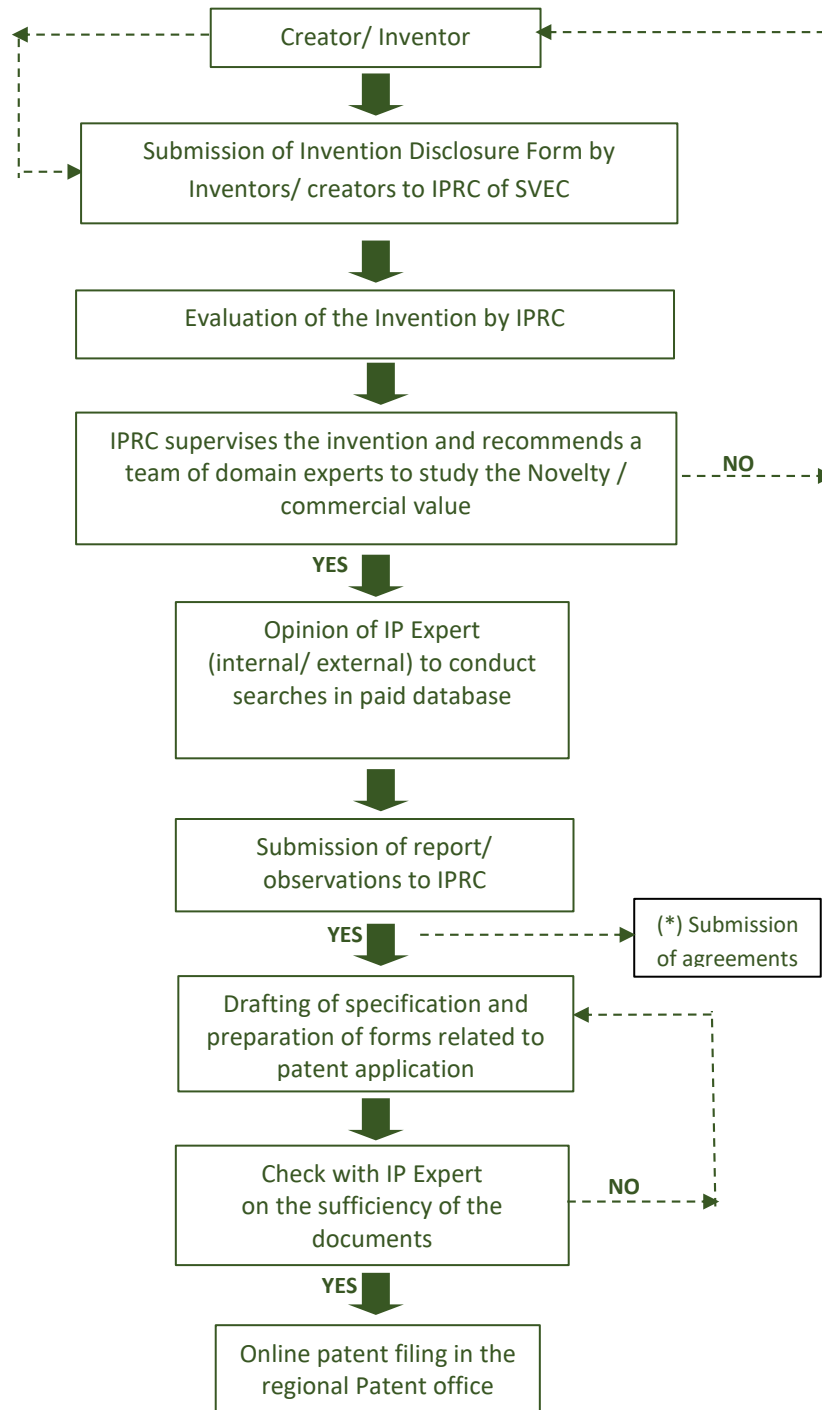 Creator/ Inventor
Submission of Invention Disclosure Form by
Inventors/ creators to IPRC of SVEC
Evaluation of the Invention by IPRC
IPRC supervises the invention and recommends a
team of domain experts to study the Novelty /
commercial value
NO
YES
Opinion of IP Expert
(internal/ external) to conduct
searches in paid database
Submission of report/
observations to IPRC
YES
(*) Submission
of agreements
Drafting of specification and
preparation of forms related to
patent application
Check with IP Expert
on the sufficiency of the
documents
NO
YES
Online patent filing in the
regional Patent office